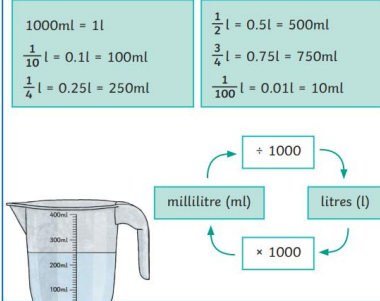 1000ml = 1l
1/10 l = 0.1l = 100ml
1/4 l = 0.25l = 250ml
1/2 l = 0.5l = 500ml
3/4 l = 0.75l = 750ml
1/100 l = 0.01l = 10ml
÷ 1000
millilitre (ml)
litres (l)
× 1000
400ml
300ml
200ml
100ml